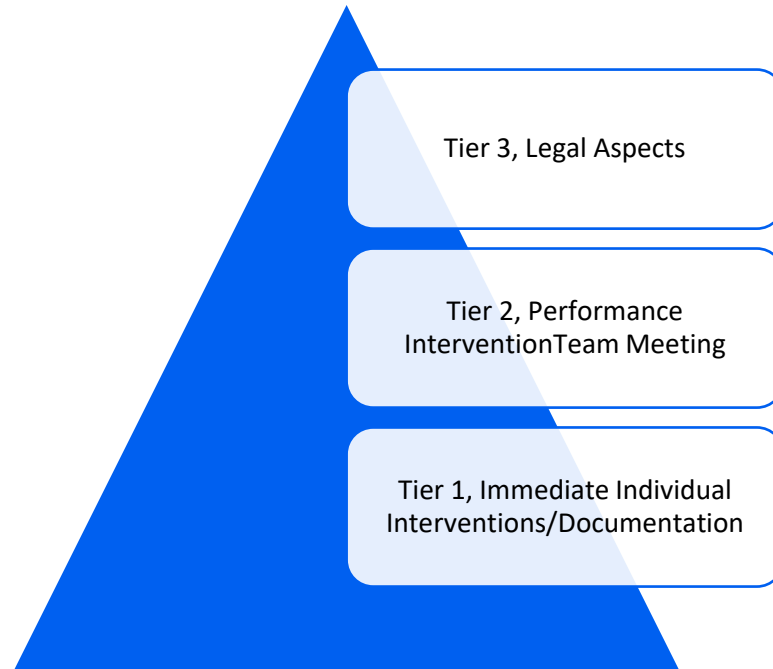 Tier 3, Legal Aspects
Tier 2, Performance
InterventionTeam Meeting
Tier 1, Immediate Individual
Interventions/Documentation